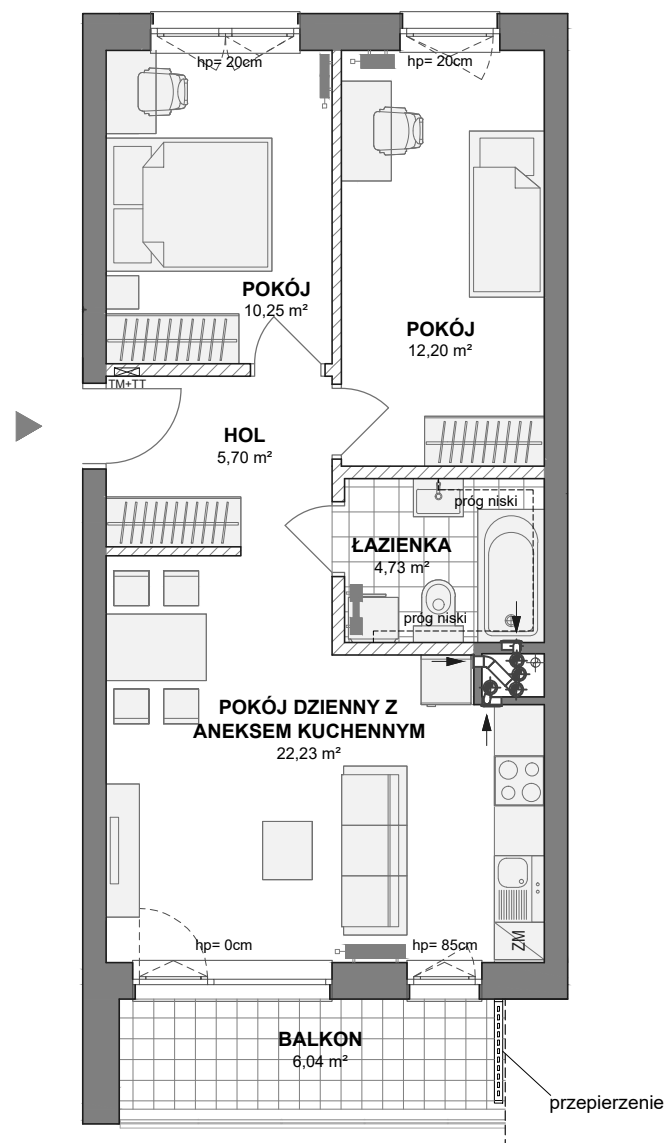 hp= 20cm
hp= 20cm
POKÓJ
10,25 m²
POKÓJ
12,20 m²
TM+TT
HOL
5,70 m²
próg niski
ŁAZIENKA
4,73 m²
próg niski
POKÓJ DZIENNY Z
ANEKSEM KUCHENNYM
22,23 m²
hp= 0cm
hp= 85cm
ZM
BALKON
6,04 m²
przepierzenie